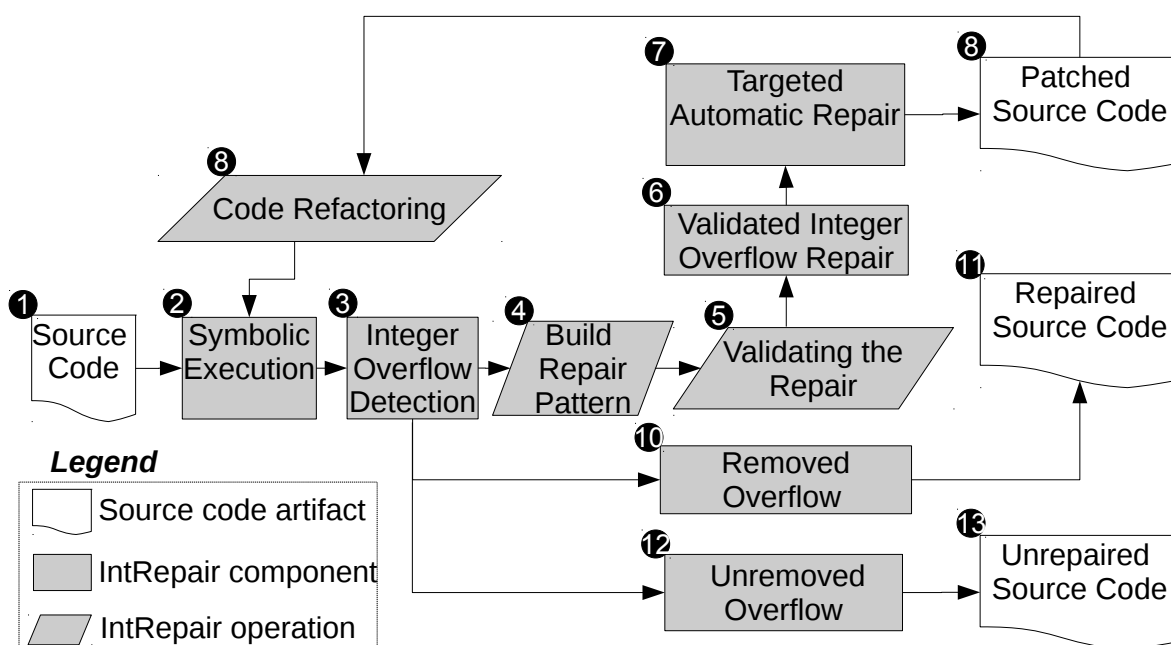 7
Targeted
Automatic Repair
8
Patched
Source Code
8
Code Refactoring
6
Validated Integer
Overflow Repair
11
Repaired
Source Code
1
Source
Code
2
Symbolic
Execution
3
Integer
Overflow
Detection
4
Build
Repair
Pattern
5
Validating the
Repair
10
Removed
Overflow
12
Unremoved
Overflow
13
Unrepaired
Source Code
Legend
Source code artifact
IntRepair component
IntRepair operation